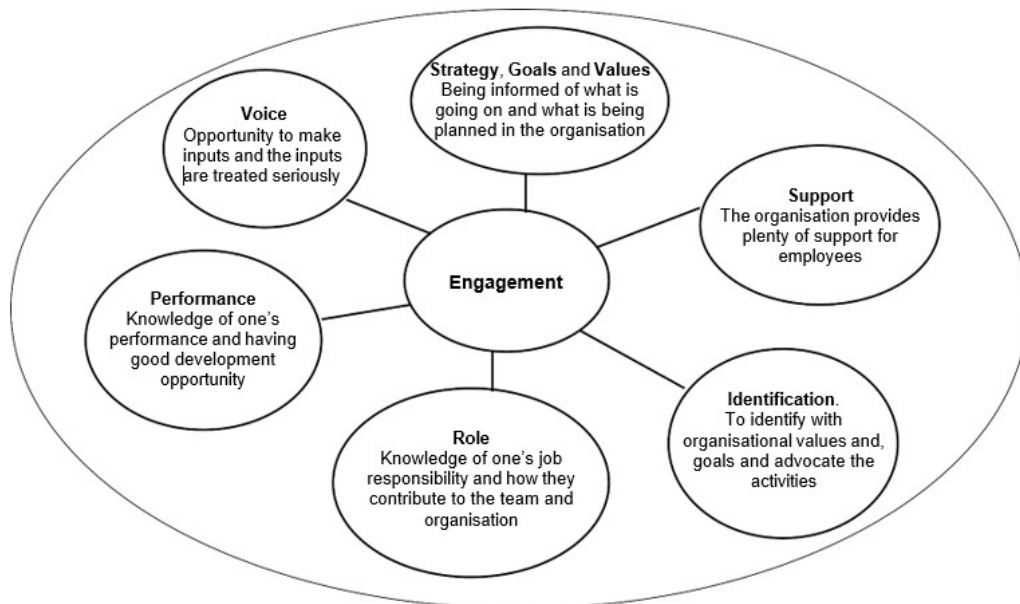 Strategy, Goals and Values
Being informed of what is
going on and what is being
planned in the organisation
Voice
Opportunity to make
inputs and the inputs
are treated seriously
Support
The organisation provides
plenty of support for
employees
Engagement
Performance
Knowledge of one's
performance and having
good development
opportunity
Identification.
To identify with
organisational values and,
goals and advocate the
activities
Role
Knowledge of one's job
responsibility and how they
contribute to the team and
organisation